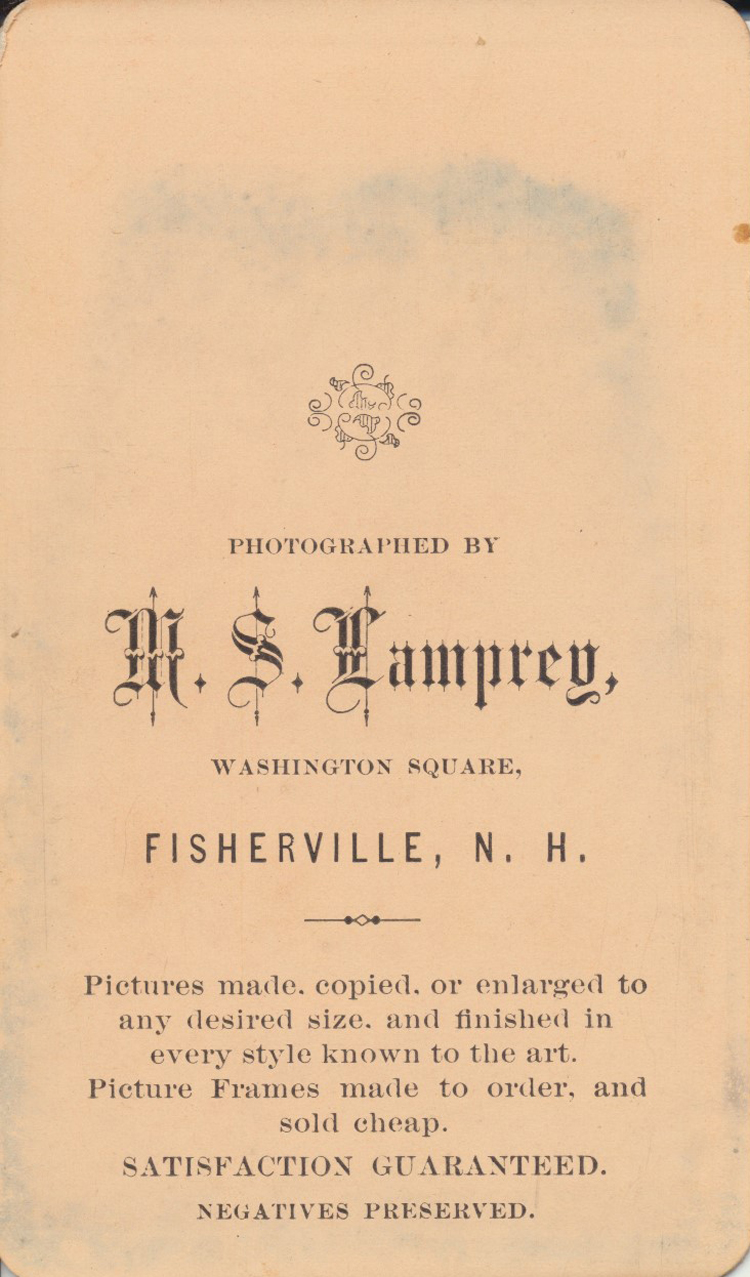 PHOTOGRAPHED BY
M. S. Lamprey,
WASHINGTON SQUARE,
FISHERVILLE, N. H.
Pictures made, copied, or enlarged to
any desired size, and finished in
every style known to the art.
Picture Frames made to order, and
sold cheap.
SATISFACTION GUARANTEED.
NEGATIVES PRESERVED.